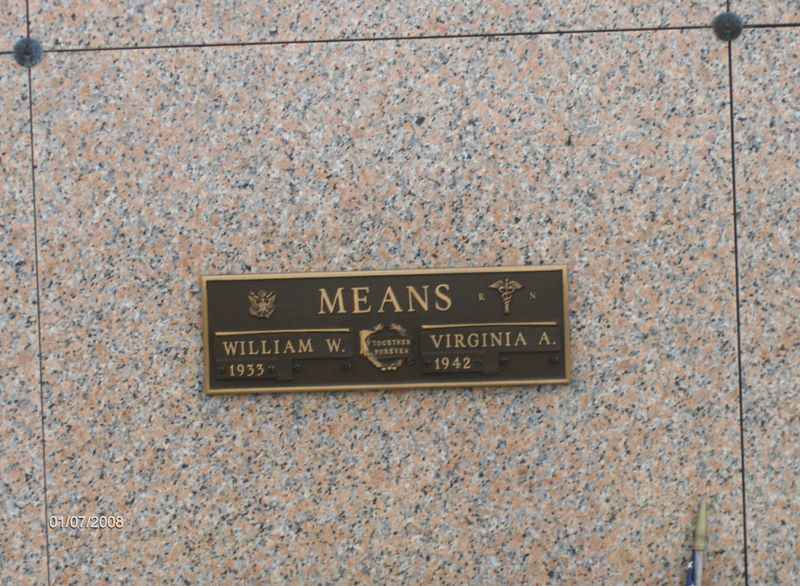 MEANS
R N
WILLIAM W.
1933
TOGETHER
FOREVER
VIRGINIA A.
1942
01/07/2008